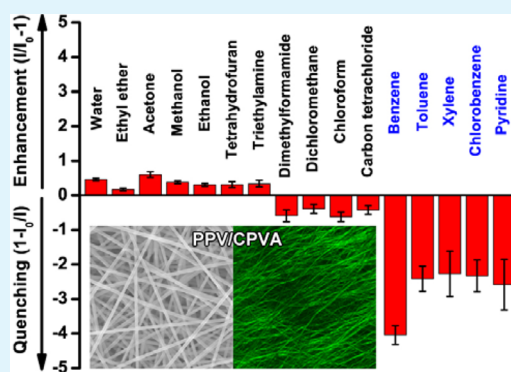 Enhancement (I/I0-1)
Quenching (1-I0/I)
5
4
3
2
1
0
-1
-2
-3
-4
-5
Water
Ethyl ether
Acetone
Methanol
Ethanol
Tetrahydrofuran
Triethylamine
Dimethylformamide
Dichloromethane
Chloroform
Carbon tetrachloride
Benzene
Toluene
Xylene
Chlorobenzene
Pyridine
PPV/CPVA